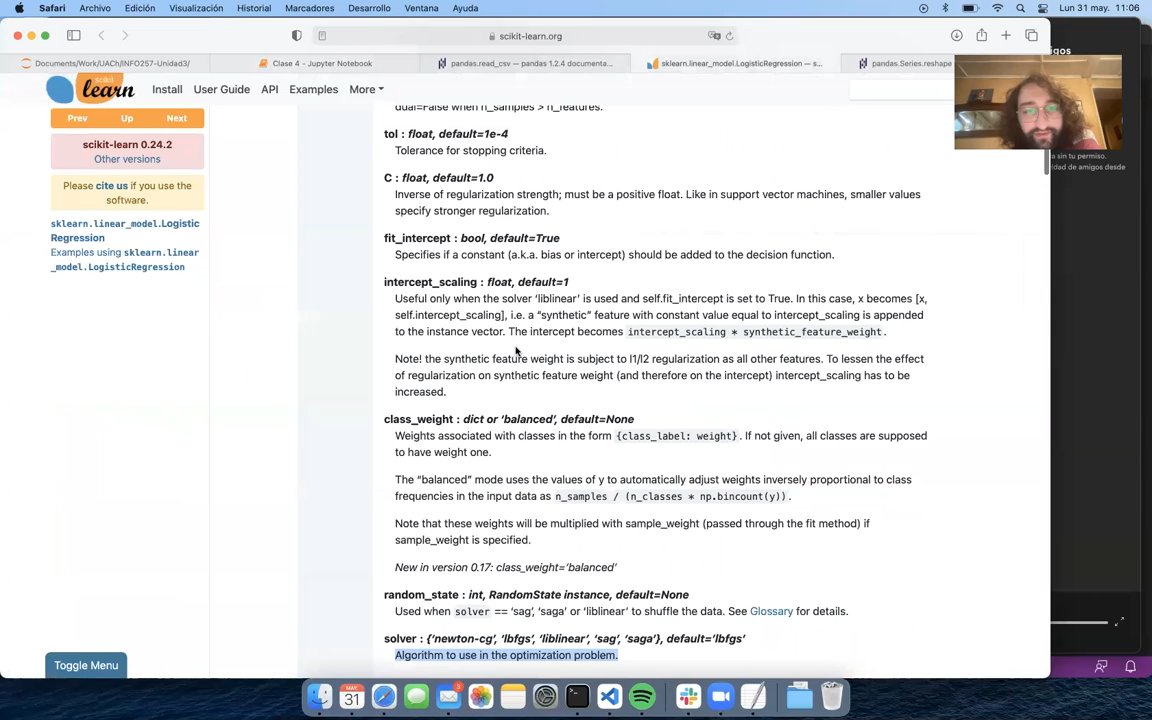 Safari Archivo Edición Visualización Historial Marcadores Desarrollo Ventana Ayuda Lun 31 may. 11:06
scikit-learn.org
Documents/Work/UACh/INFO257-Unidad3/ Clase 4 - Jupyter Notebook pandas.read_csv — pandas 1.2.4 documenta... sklearn.linear_model.LogisticRegression — s... pandas.Series.reshape
scikit
learn Install User Guide API Examples More
Prev Up Next
scikit-learn 0.24.2
Other versions
Please cite us if you use the
software.
sklearn.linear_model.Logistic
Regression
Examples using sklearn.linear
_model.LogisticRegression
dual=False when n_samples > n_features.
tol : float, default=1e-4
Tolerance for stopping criteria.
C : float, default=1.0
Inverse of regularization strength; must be a positive float. Like in support vector machines, smaller values
specify stronger regularization.
fit_intercept : bool, default=True
Specifies if a constant (a.k.a. bias or intercept) should be added to the decision function.
intercept_scaling : float, default=1
Useful only when the solver ‘liblinear’ is used and self.fit_intercept is set to True. In this case, x becomes [x,
self.intercept_scaling], i.e. a “synthetic” feature with constant value equal to intercept_scaling is appended
to the instance vector. The intercept becomes intercept_scaling * synthetic_feature_weight.
Note! the synthetic feature weight is subject to l1/l2 regularization as all other features. To lessen the effect
of regularization on synthetic feature weight (and therefore on the intercept) intercept_scaling has to be
increased.
class_weight : dict or ‘balanced’, default=None
Weights associated with classes in the form {class_label: weight}. If not given, all classes are supposed
to have weight one.
The “balanced” mode uses the values of y to automatically adjust weights inversely proportional to class
frequencies in the input data as n_samples / (n_classes * np.bincount(y)).
Note that these weights will be multiplied with sample_weight (passed through the fit method) if
sample_weight is specified.
New in version 0.17: class_weight=’balanced’
random_state : int, RandomState instance, default=None
Used when solver == ‘sag’, ‘saga’ or ‘liblinear’ to shuffle the data. See Glossary for details.
solver : {‘newton-cg’, ‘lbfgs’, ‘liblinear’, ‘sag’, ‘saga’}, default=’lbfgs’
Algorithm to use in the optimization problem.
Toggle Menu
igos
a sin tu permiso.
idad de amigos desde
MAY
31
3